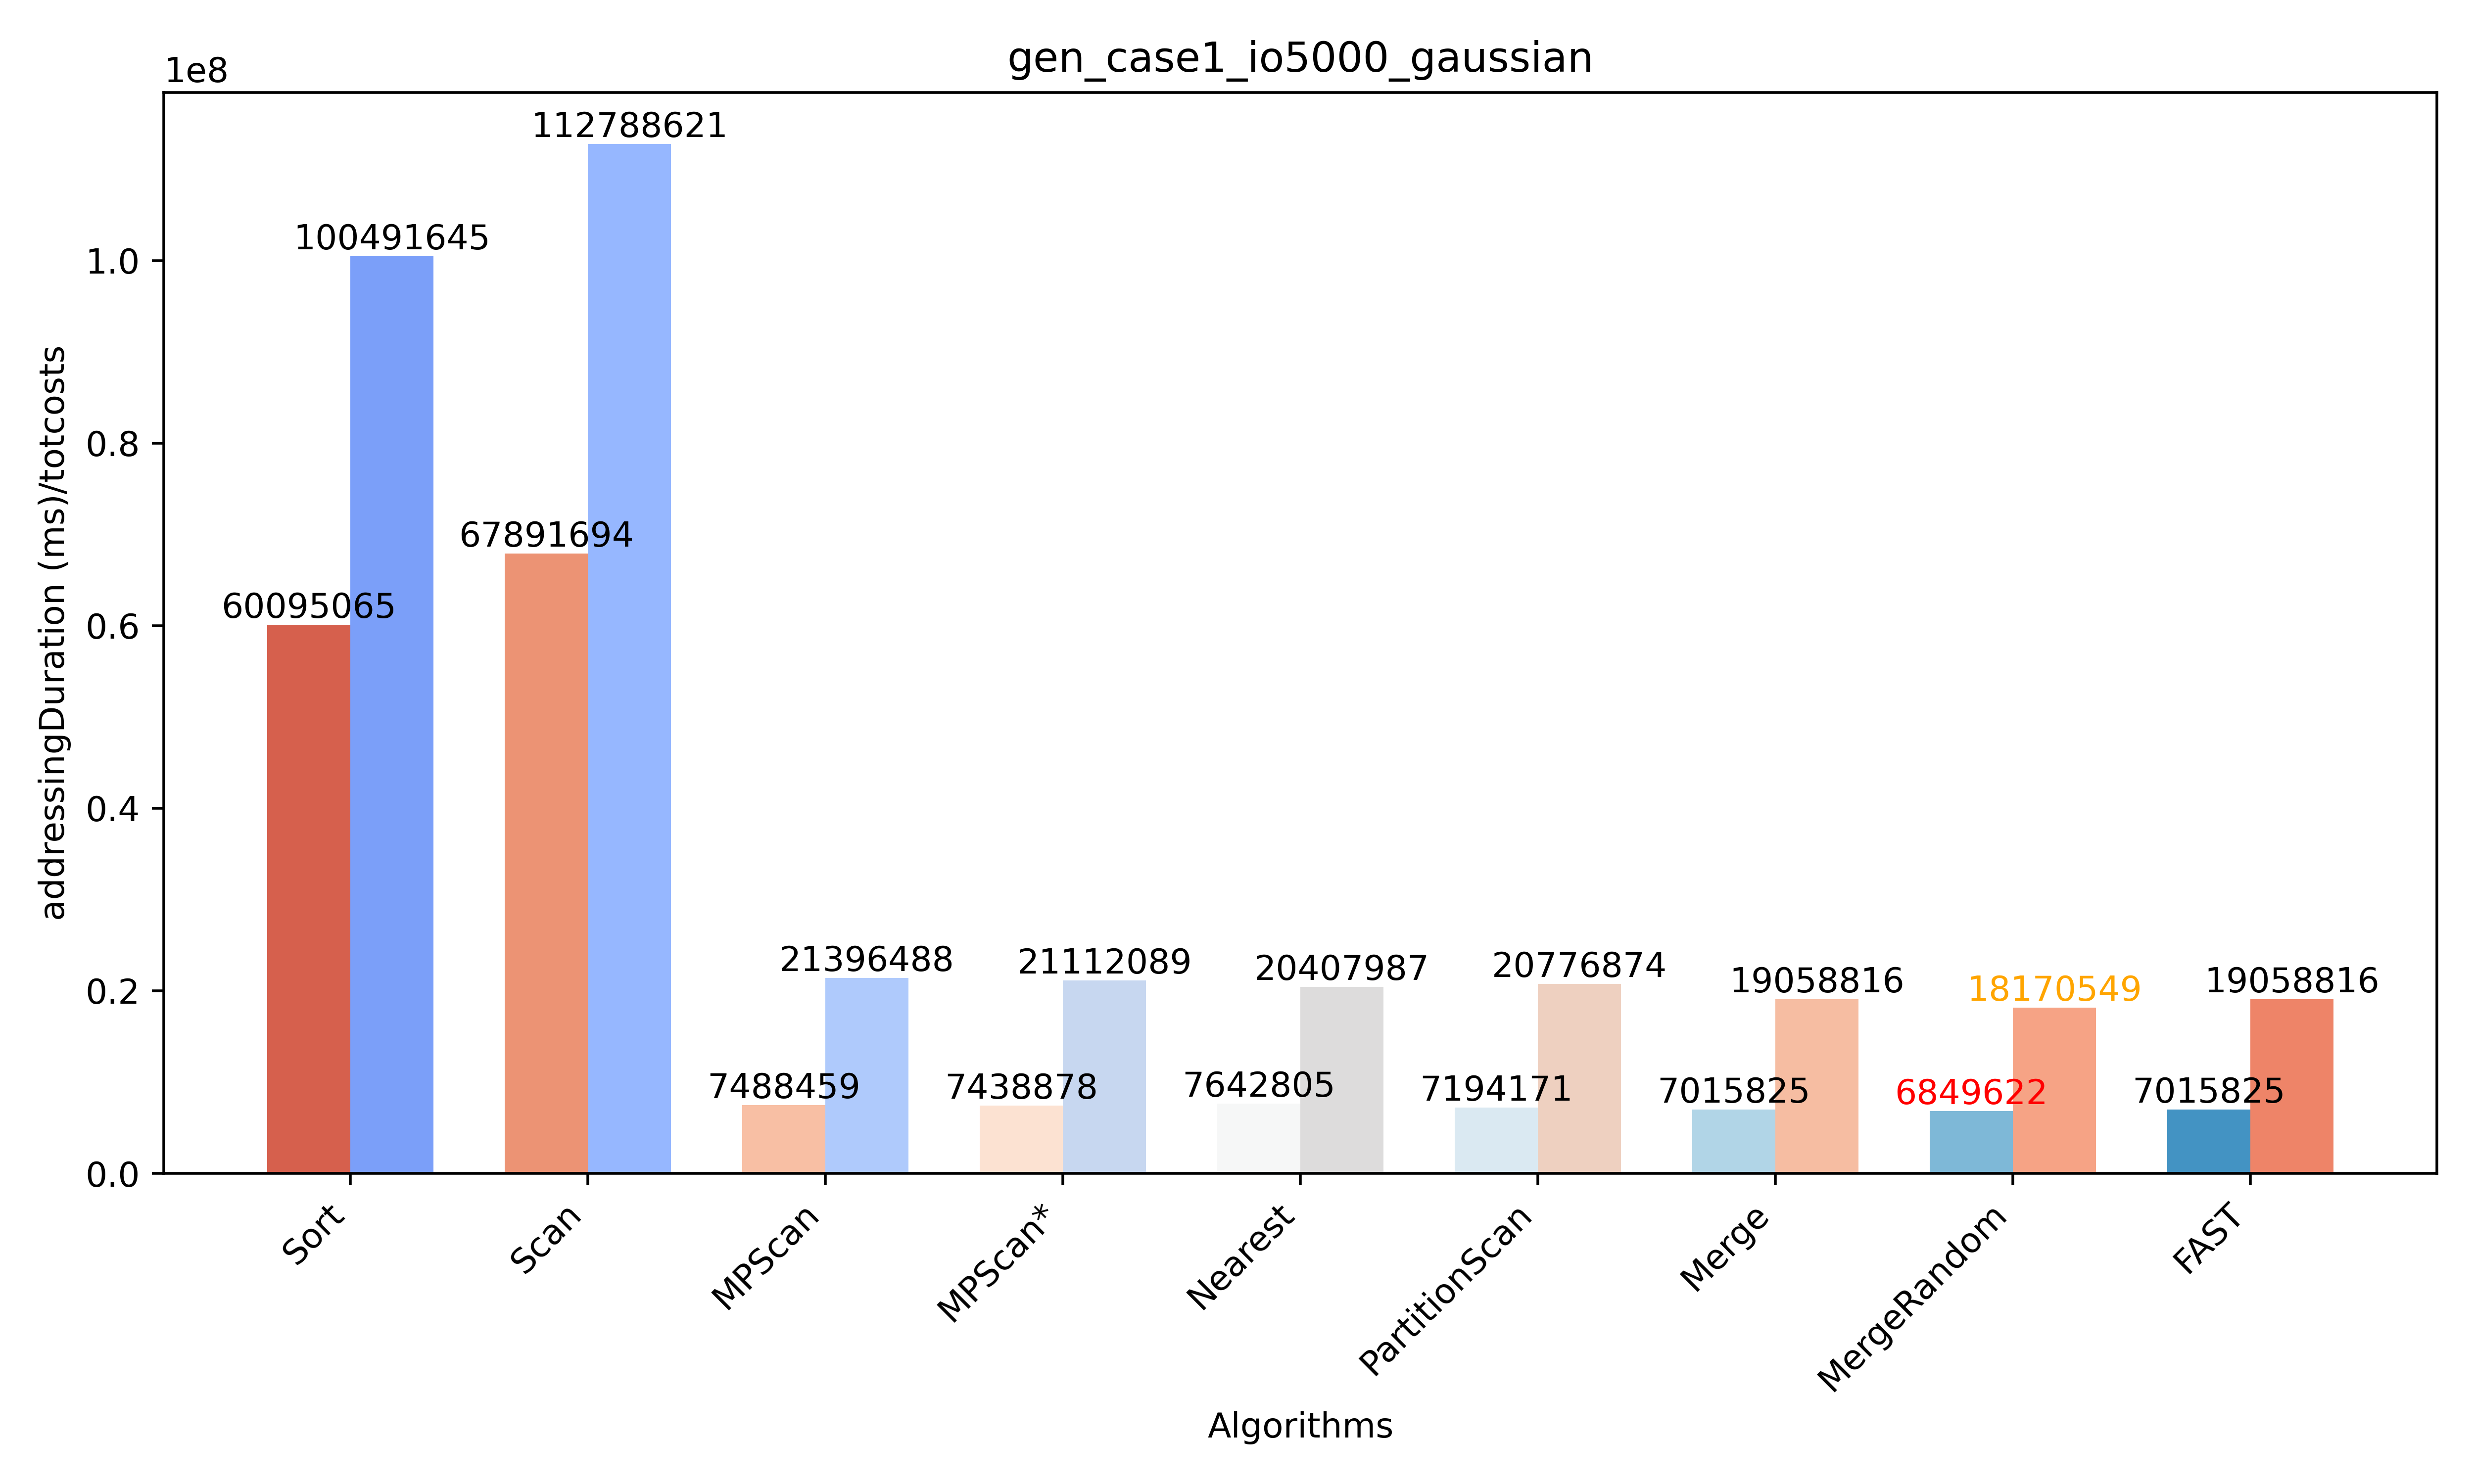 gen_case1_io5000_gaussian
1e8
addressingDuration (ms)/totcosts
1.0
0.8
0.6
0.4
0.2
0.0
60095065
100491645
67891694
112788621
7488459
21396488
7438878
21112089
7642805
20407987
7194171
20776874
7015825
19058816
6849622
18170549
7015825
19058816
Sort
Scan
MPScan
MPScan*
Nearest
PartitionScan
Merge
MergeRandom
FAST
Algorithms